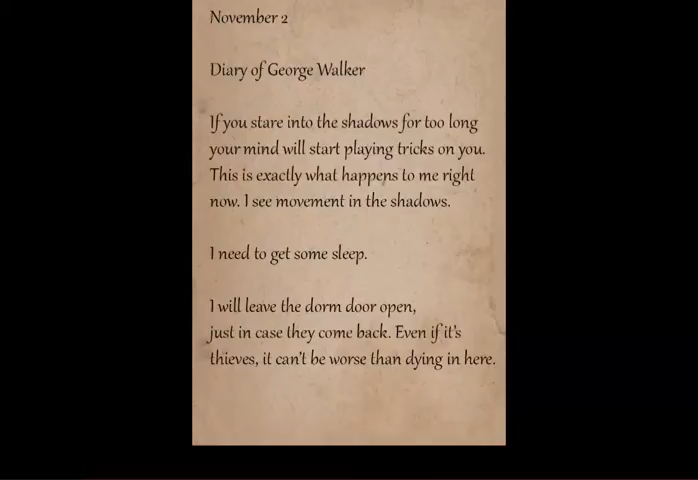 November 2
Diary of George Walker
If you stare into the shadows for too long
your mind will start playing tricks on you.
This is exactly what happens to me right
now. I see movement in the shadows.
I need to get some sleep.
I will leave the dorm door open,
just in case they come back. Even if it's
thieves, it can't be worse than dying in here.